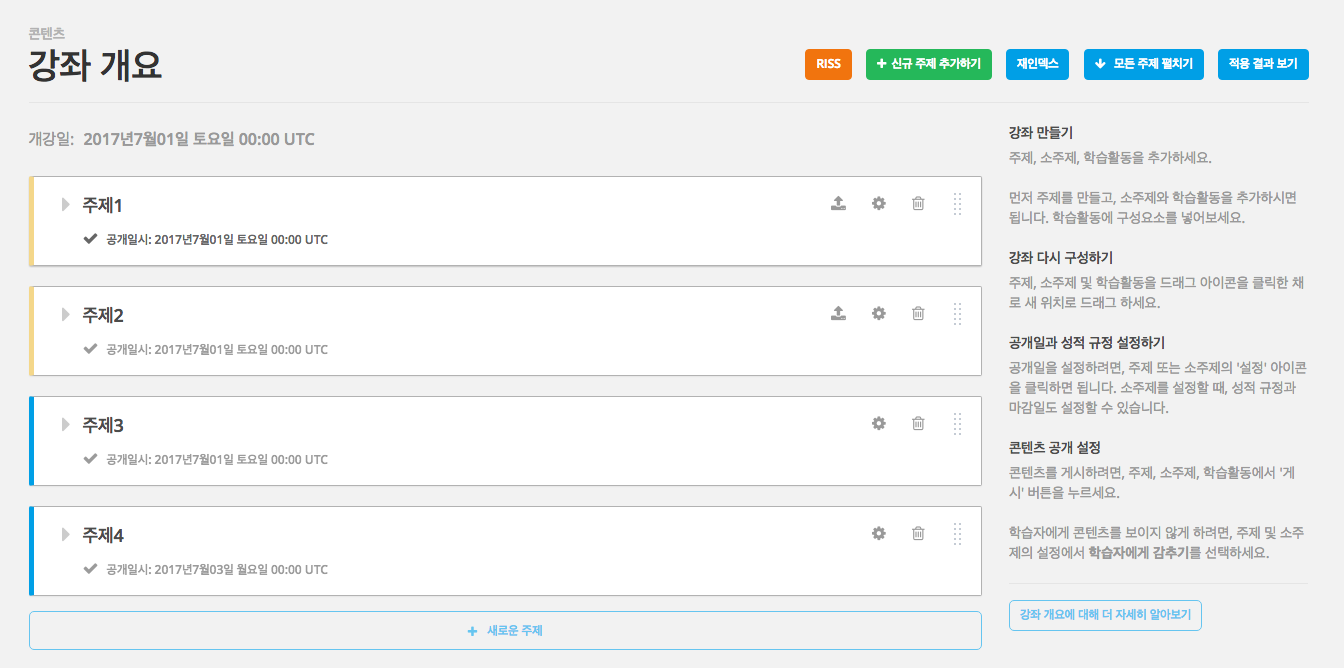 콘텐츠
강좌 개요
RISS
신규 주제 추가하기
재인덱스
모든 주제 펼치기
적용 결과 보기
개강일: 2017년7월01일 토요일 00:00 UTC
주제1
공개일시: 2017년7월01일 토요일 00:00 UTC
주제2
공개일시: 2017년7월01일 토요일 00:00 UTC
주제3
공개일시: 2017년7월01일 토요일 00:00 UTC
주제4
공개일시: 2017년7월03일 월요일 00:00 UTC
새로운 주제
강좌 만들기
주제, 소주제, 학습활동을 추가하세요.
먼저 주제를 만들고, 소주제와 학습활동을 추가하시면
됩니다. 학습활동에 구성요소를 넣어보세요.
강좌 다시 구성하기
주제, 소주제 및 학습활동을 드래그 아이콘을 클릭한 채
로 새 위치로 드래그 하세요.
공개일과 성적 규정 설정하기
공개일을 설정하려면, 주제 또는 소주제의 '설정' 아이콘
을 클릭하면 됩니다. 소주제를 설정할 때, 성적 규정과
마감일도 설정할 수 있습니다.
콘텐츠 공개 설정
콘텐츠를 게시하려면, 주제, 소주제, 학습활동에서 '게
시' 버튼을 누르세요.
학습자에게 콘텐츠를 보이지 않게 하려면, 주제 및 소주
제의 설정에서 학습자에게 감추기를 선택하세요.
강좌 개요에 대해 더 자세히 알아보기